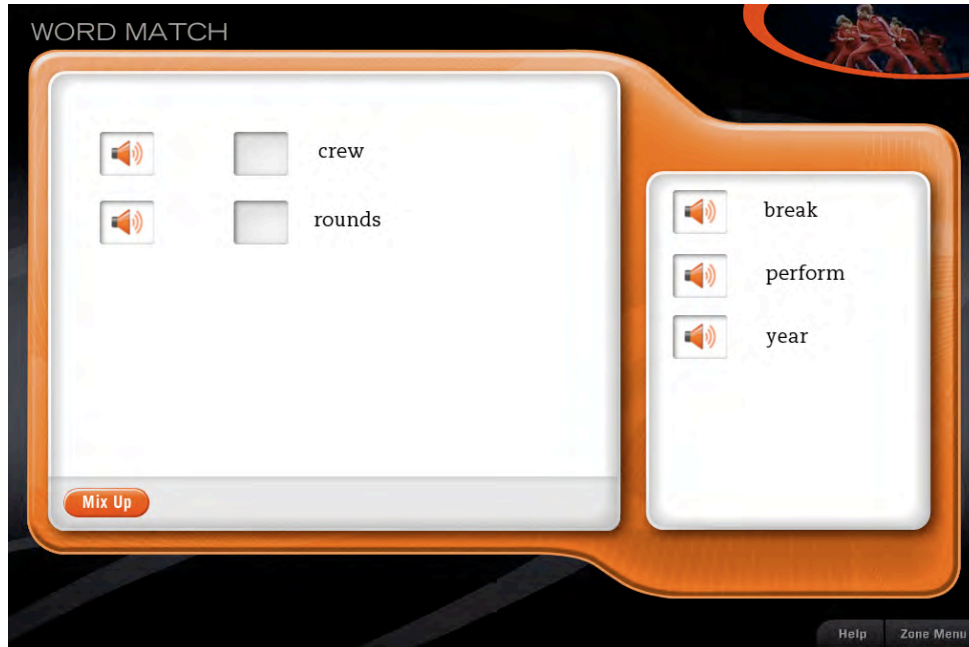 WORD MATCH
crew
rounds
break
perform
year
Mix Up
Help Zone Menu